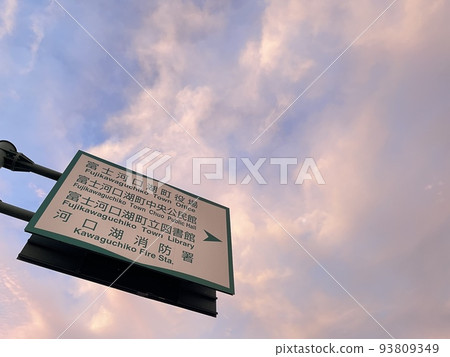 富士河口湖町役場
Fujikawaguchiko Town Office
富士河口湖町中央公民館
Fujikawaguchiko Town Chuo Public Hall
富士河口湖町立図書館
Fujikawaguchiko Town Library
河口湖消防署
Kawaguchiko Fire Sta.
PIXTA
pixta.jp - 93809349